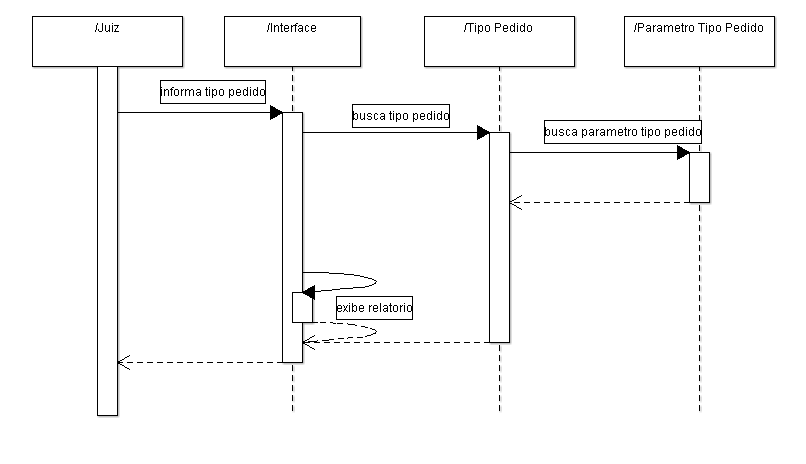 /Juiz
/Interface
/Tipo Pedido
/Parametro Tipo Pedido
informa tipo pedido
busca tipo pedido
busca parametro tipo pedido
exibe relatorio